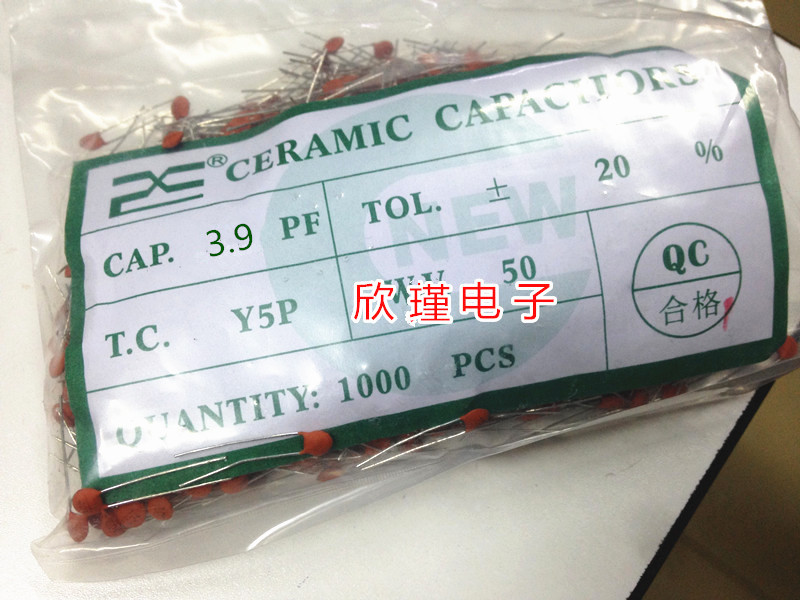 ® CERAMIC CAPACITORS
CAP. 3.9 PF
TOL. ± 20 %
T.C. Y5P
W.V. 50
QC
合格
QUANTITY: 1000 PCS
NEW
欣瑾电子